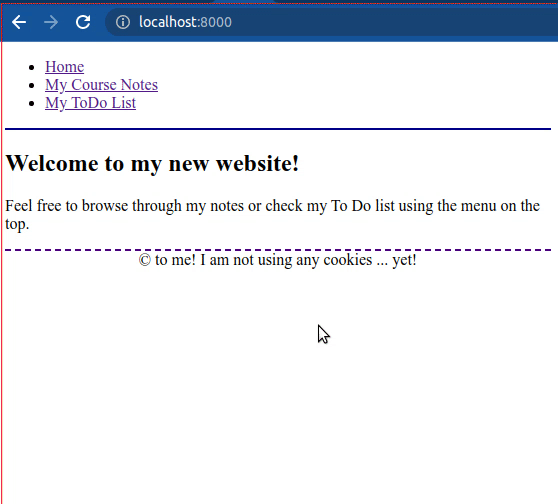 localhost:8000
Home
My Course Notes
My ToDo List
Welcome to my new website!
Feel free to browse through my notes or check my To Do list using the menu on the
top.
© to me! I am not using any cookies ... yet!